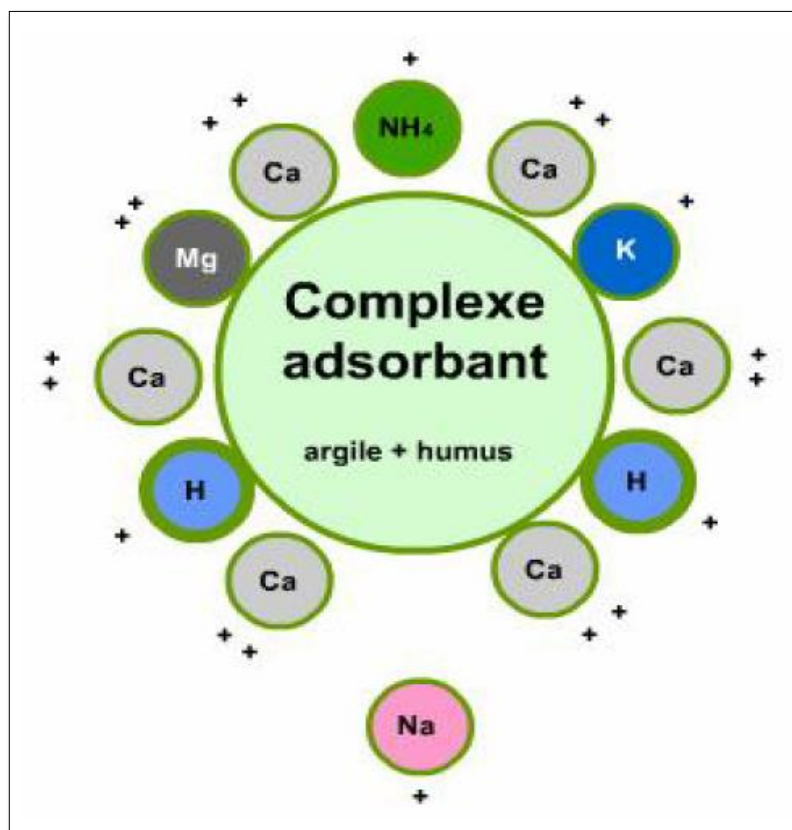 +
+ + NH₄ + +
Ca Ca
+ + Mg K +
Complexe
adsorbant
+ + Ca Ca + +
argile + humus
H H
+ +
Ca Ca
+ + + +
Na
+